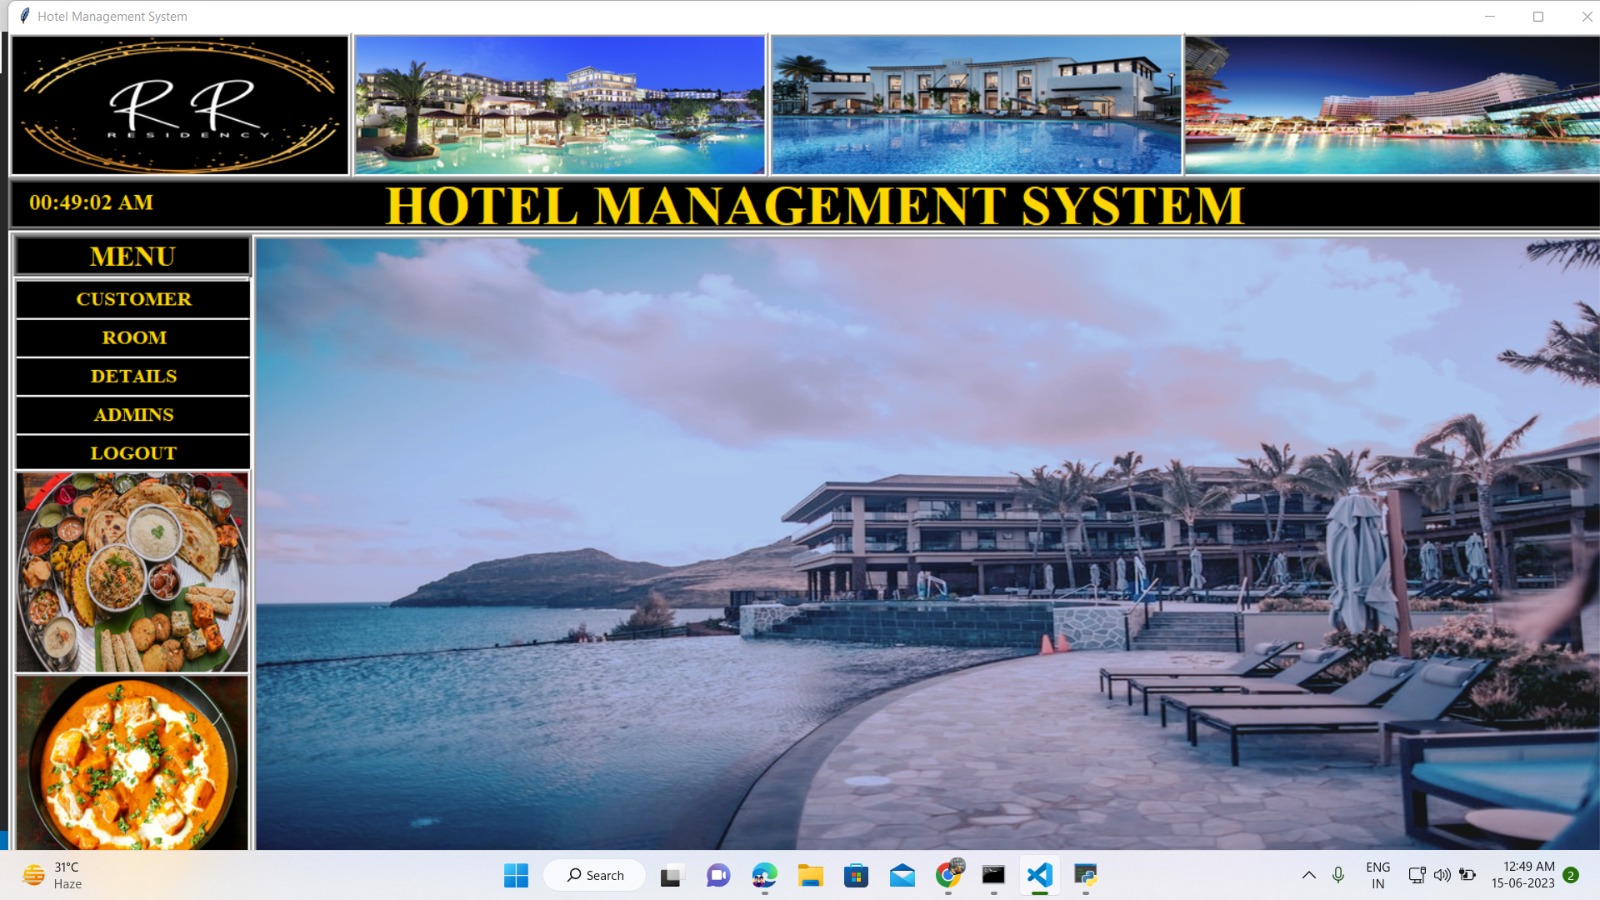 Hotel Management System
RR
RESIDENCY
00:49:02 AM
HOTEL MANAGEMENT SYSTEM
MENU
CUSTOMER
ROOM
DETAILS
ADMINS
LOGOUT
31°C
Haze
Search
ENG
IN
12:49 AM
15-06-2023
2